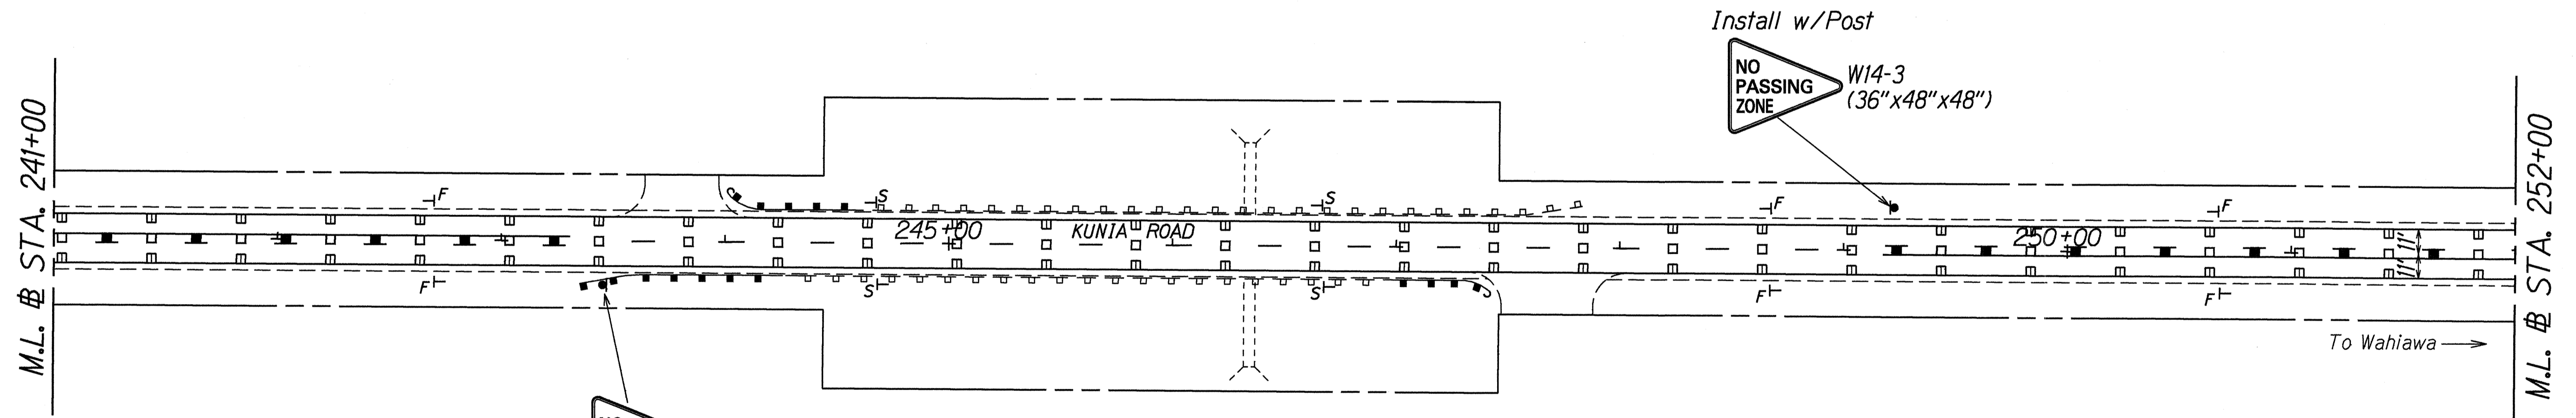 Install w/Post
NO
PASSING
ZONE
W14-3
(36"x48"x48")
M.L. ℄ STA. 241+00
F
S
S
F
F
245+00
KUNIA ROAD
250+00
11'
11'
F
S
S
F
F
To Wahiawa
M.L. ℄ STA. 252+00